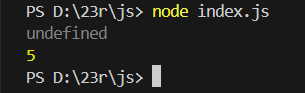 PS D:\23r\js> node index.js
undefined
5
PS D:\23r\js>